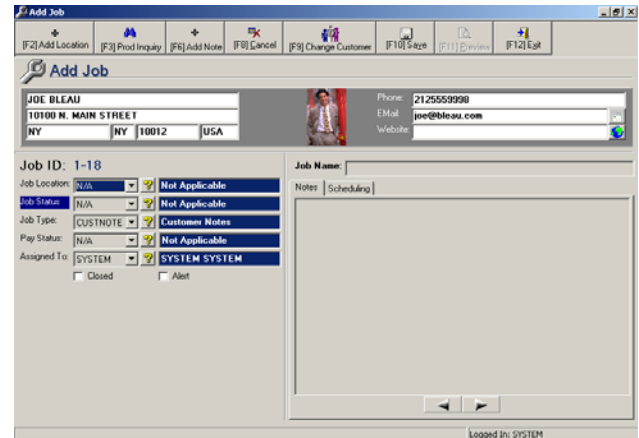 Add Job
[F2] Add Location [F3] Prod Inquiry [F6] Add Note [F8] Cancel [F9] Change Customer [F10] Save [F11] Preview [F12] Exit
Add Job
JOE BLEAU
10100 N. MAIN STREET
NY NY 10012 USA
Phone: 2125559998
EMail: joe@bleau.com
Website:
Job ID: 1-18
Job Location: N/A Not Applicable
Job Status N/A Not Applicable
Job Type: CUSTNOTE Customer Notes
Pay Status: N/A Not Applicable
Assigned To: SYSTEM SYSTEM SYSTEM
Closed Alert
Job Name:
Notes Scheduling
Logged In: SYSTEM